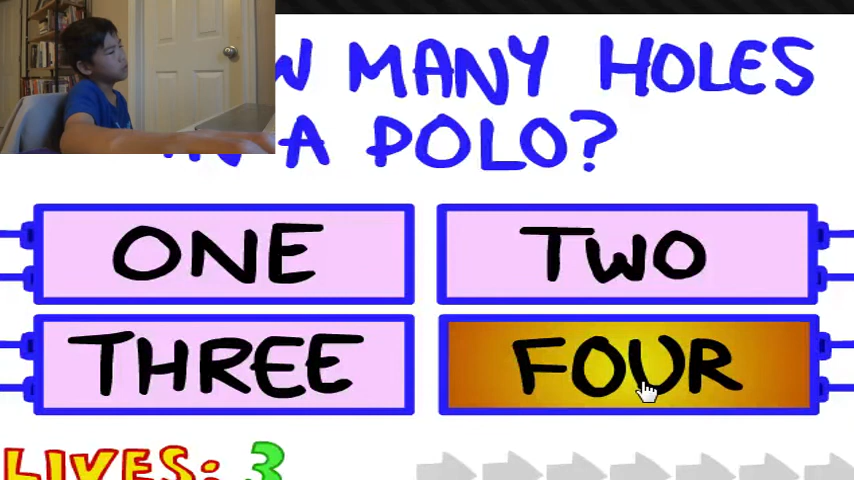 MANY HOLES
A POLO?
ONE
TWO
THREE
FOUR
LIVES: 3